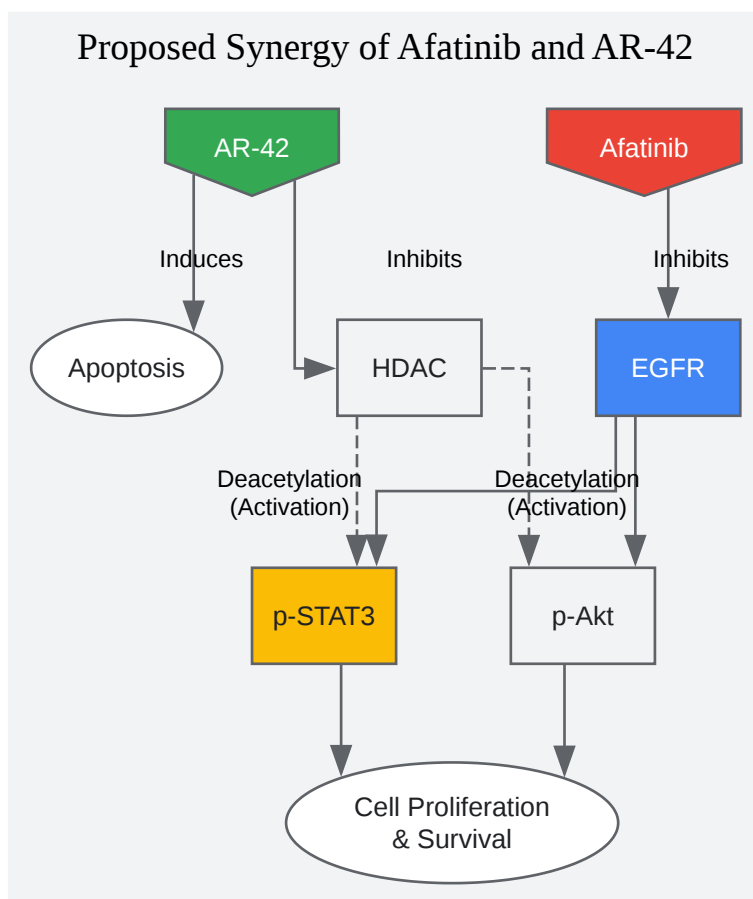 Proposed Synergy of Afatinib and AR-42
AR-42
Afatinib
Induces
Inhibits
Inhibits
Apoptosis
HDAC
EGFR
Deacetylation
(Activation)
Deacetylation
(Activation)
p-STAT3
p-Akt
Cell Proliferation
& Survival